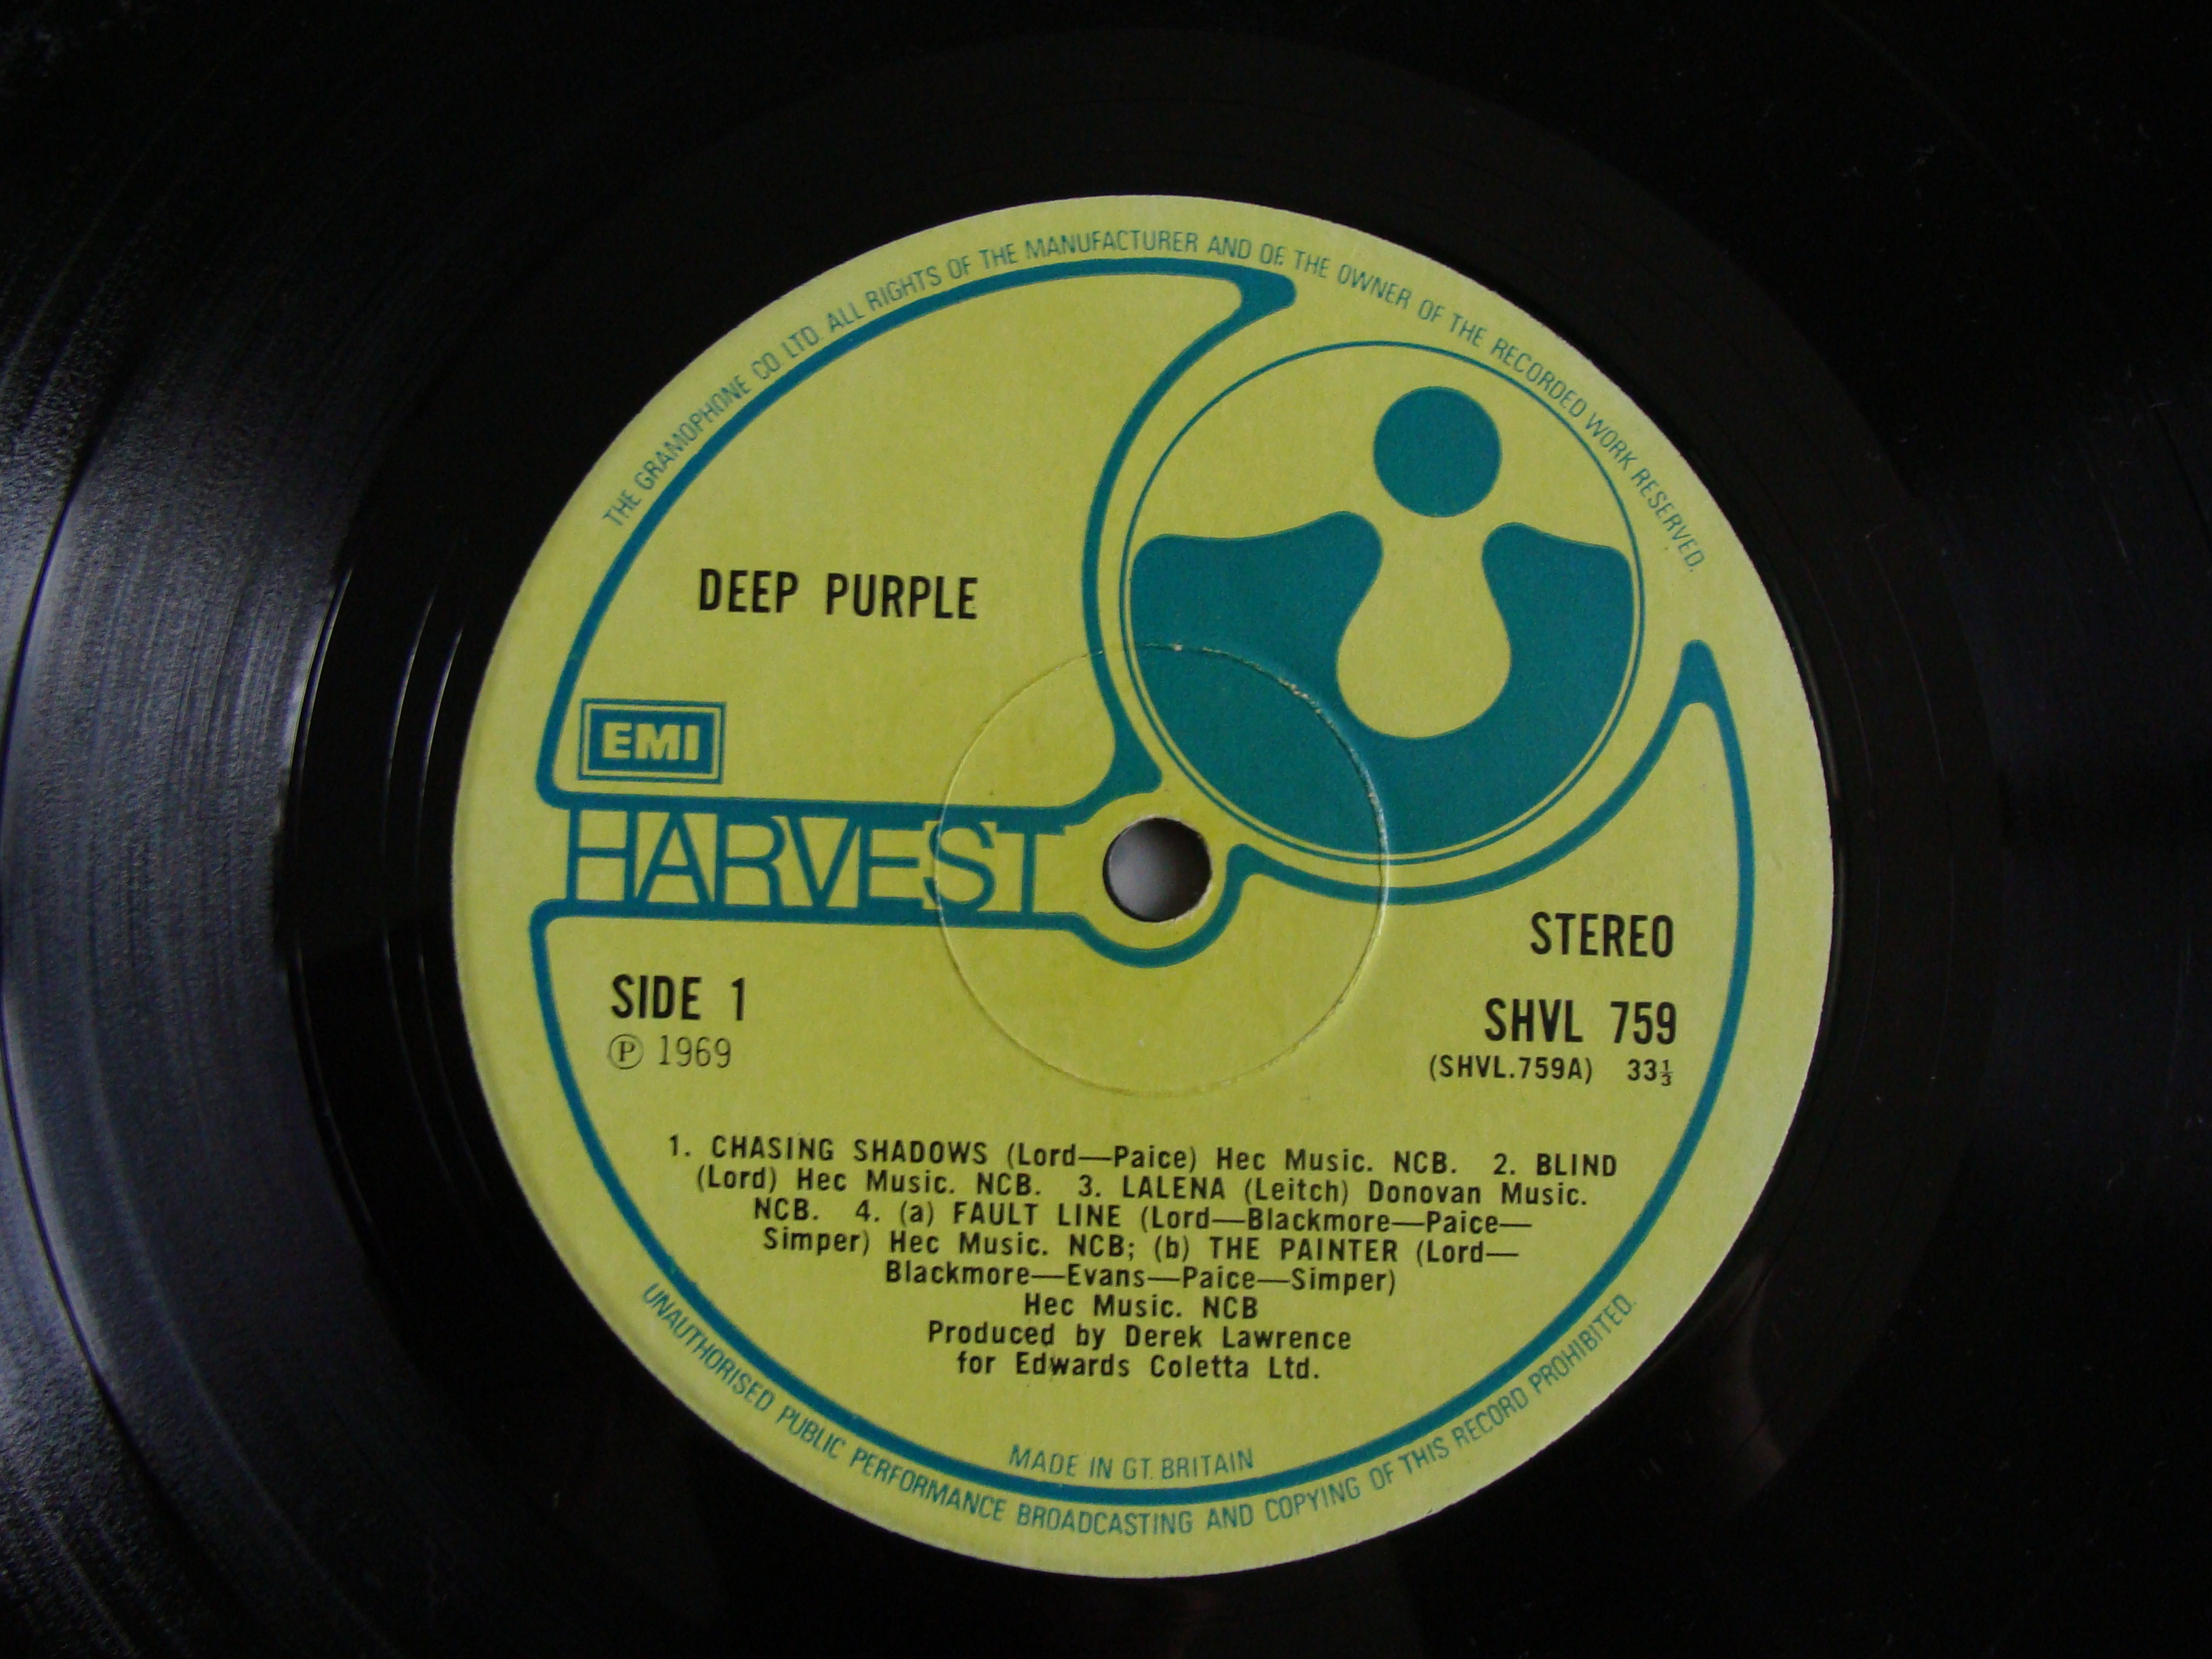 THE GRAMOPHONE CO LTD. ALL RIGHTS OF THE MANUFACTURER AND OF THE OWNER OF THE RECORDED WORK RESERVED.
DEEP PURPLE
EMI
HARVEST
STEREO
SIDE 1
SHVL 759
℗ 1969
(SHVL.759A) 33⅓
1. CHASING SHADOWS (Lord—Paice) Hec Music. NCB. 2. BLIND
(Lord) Hec Music. NCB. 3. LALENA (Leitch) Donovan Music.
NCB. 4. (a) FAULT LINE (Lord—Blackmore—Paice—
Simper) Hec Music. NCB; (b) THE PAINTER (Lord—
Blackmore—Evans—Paice—Simper)
Hec Music. NCB
Produced by Derek Lawrence
for Edwards Coletta Ltd.
MADE IN GT. BRITAIN
UNAUTHORISED PUBLIC PERFORMANCE BROADCASTING AND COPYING OF THIS RECORD PROHIBITED.